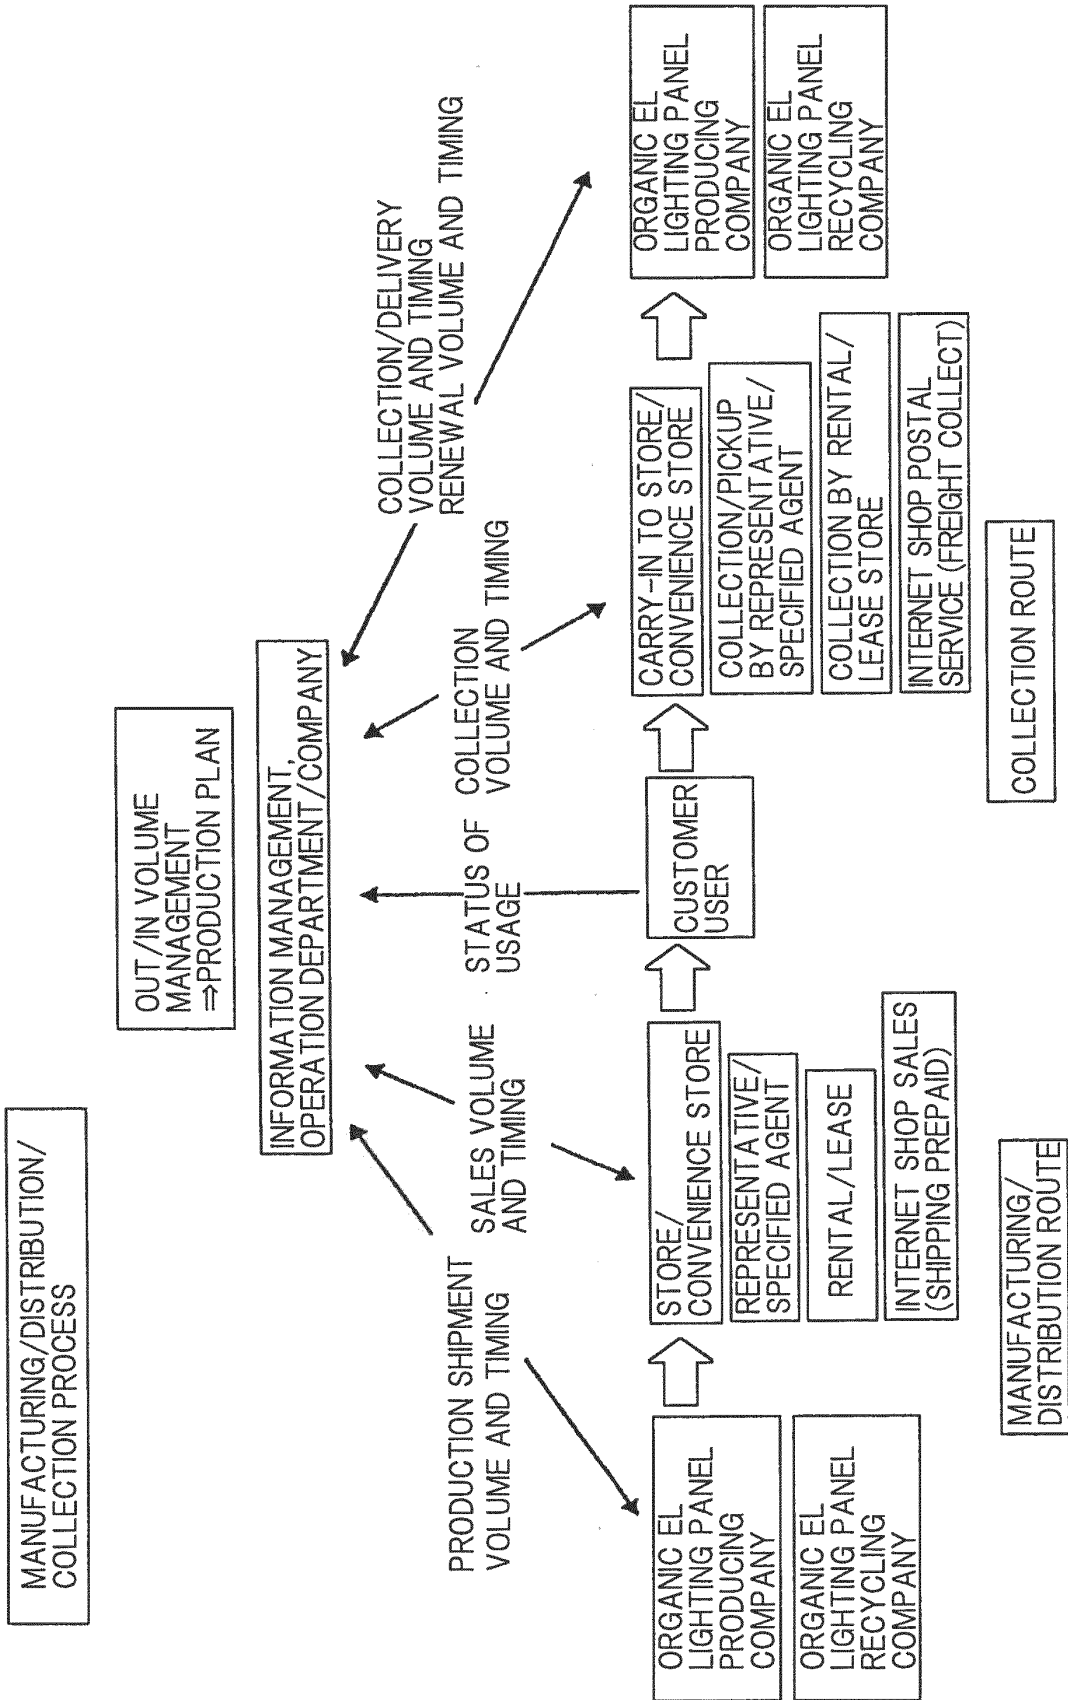 MANUFACTURING/DISTRIBUTION/
COLLECTION PROCESS
OUT/IN VOLUME
MANAGEMENT
⇒PRODUCTION PLAN
INFORMATION MANAGEMENT,
OPERATION DEPARTMENT/COMPANY
PRODUCTION SHIPMENT
VOLUME AND TIMING
SALES VOLUME
AND TIMING
STATUS OF
USAGE
COLLECTION
VOLUME AND TIMING
COLLECTION/DELIVERY
VOLUME AND TIMING
RENEWAL VOLUME AND TIMING
ORGANIC EL
LIGHTING PANEL
PRODUCING
COMPANY
ORGANIC EL
LIGHTING PANEL
RECYCLING
COMPANY
STORE/
CONVENIENCE STORE
REPRESENTATIVE/
SPECIFIED AGENT
RENTAL/LEASE
INTERNET SHOP SALES
(SHIPPING PREPAID)
CUSTOMER
USER
CARRY-IN TO STORE/
CONVENIENCE STORE
COLLECTION/PICKUP
BY REPRESENTATIVE/
SPECIFIED AGENT
COLLECTION BY RENTAL/
LEASE STORE
INTERNET SHOP POSTAL
SERVICE (FREIGHT COLLECT)
ORGANIC EL
LIGHTING PANEL
PRODUCING
COMPANY
ORGANIC EL
LIGHTING PANEL
RECYCLING
COMPANY
MANUFACTURING/
DISTRIBUTION ROUTE
COLLECTION ROUTE